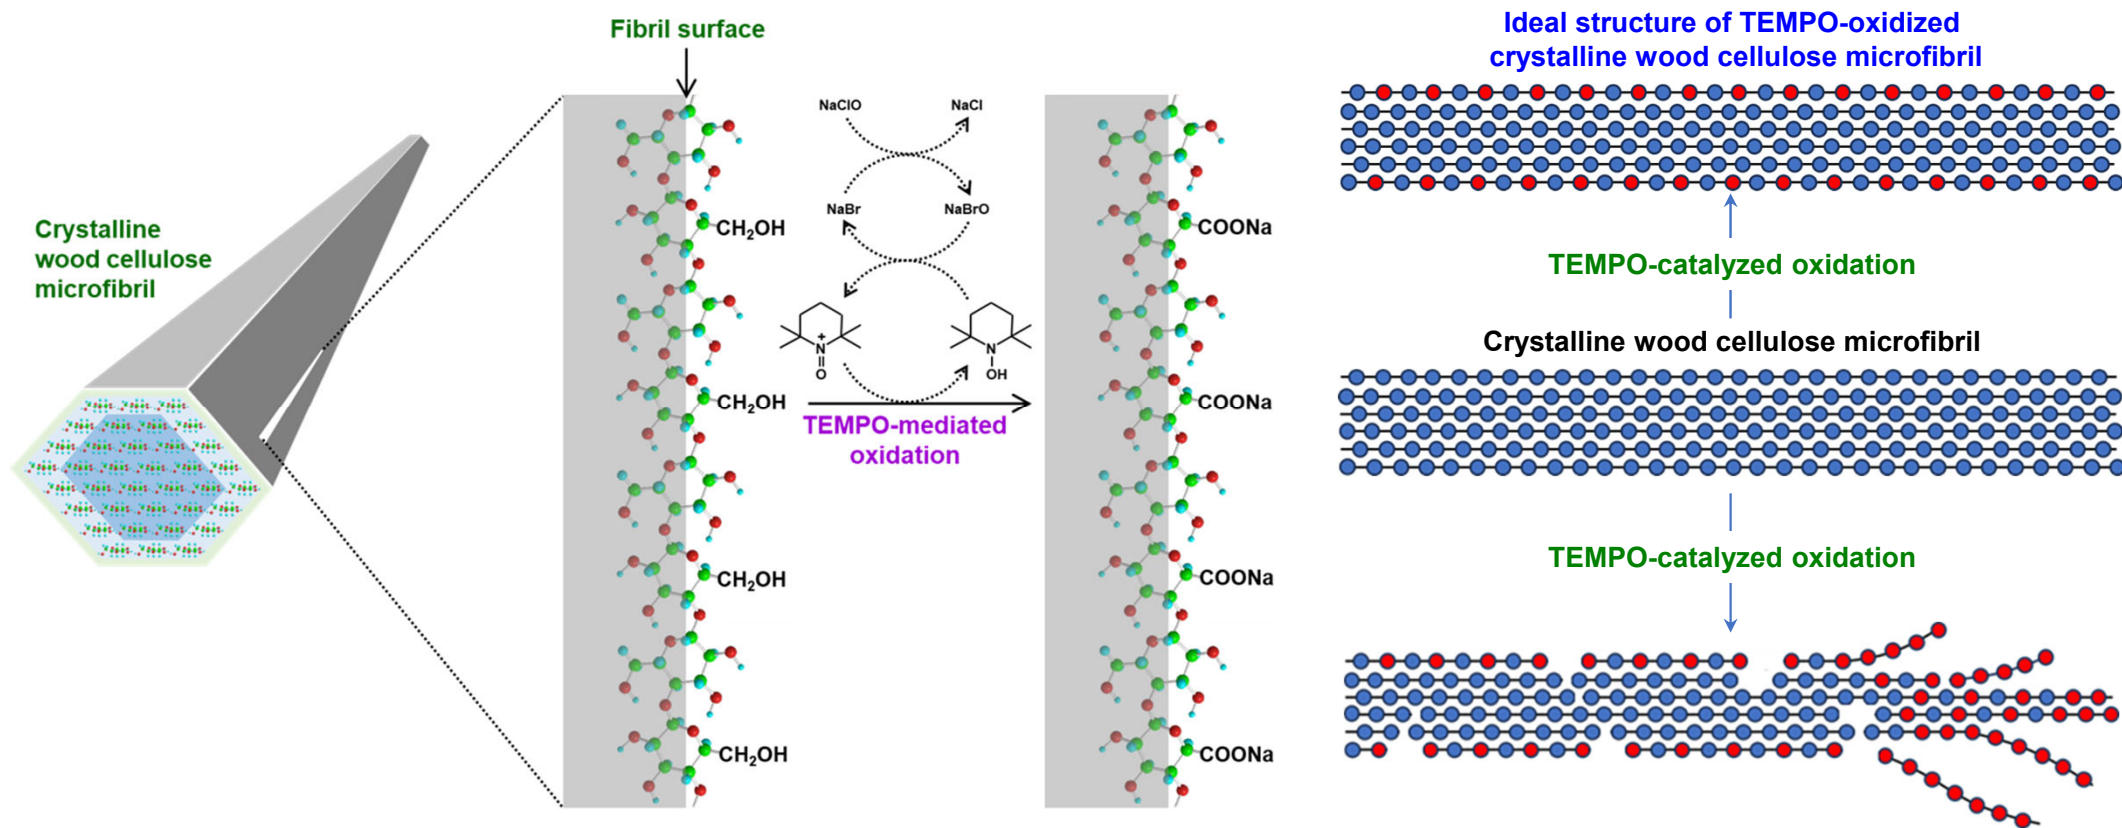 Fibril surface
Crystalline
wood cellulose
microfibril
NaClO
NaCl
NaBr
NaBrO
N
+
O
N
OH
TEMPO-mediated
oxidation
CH₂OH
CH₂OH
CH₂OH
CH₂OH
COONa
COONa
COONa
COONa
Ideal structure of TEMPO-oxidized
crystalline wood cellulose microfibril
TEMPO-catalyzed oxidation
Crystalline wood cellulose microfibril
TEMPO-catalyzed oxidation